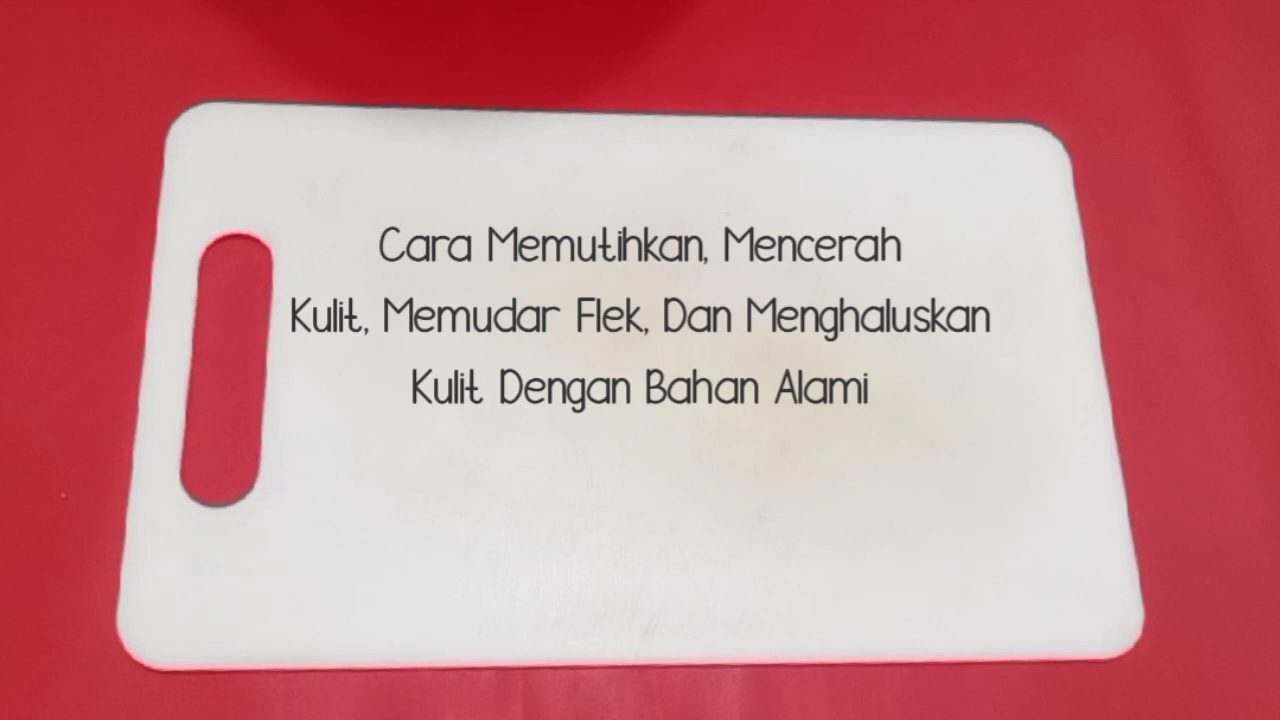 Cara Memutihkan, Mencerah
Kulit, Memudar Flek, Dan Menghaluskan
Kulit Dengan Bahan Alami